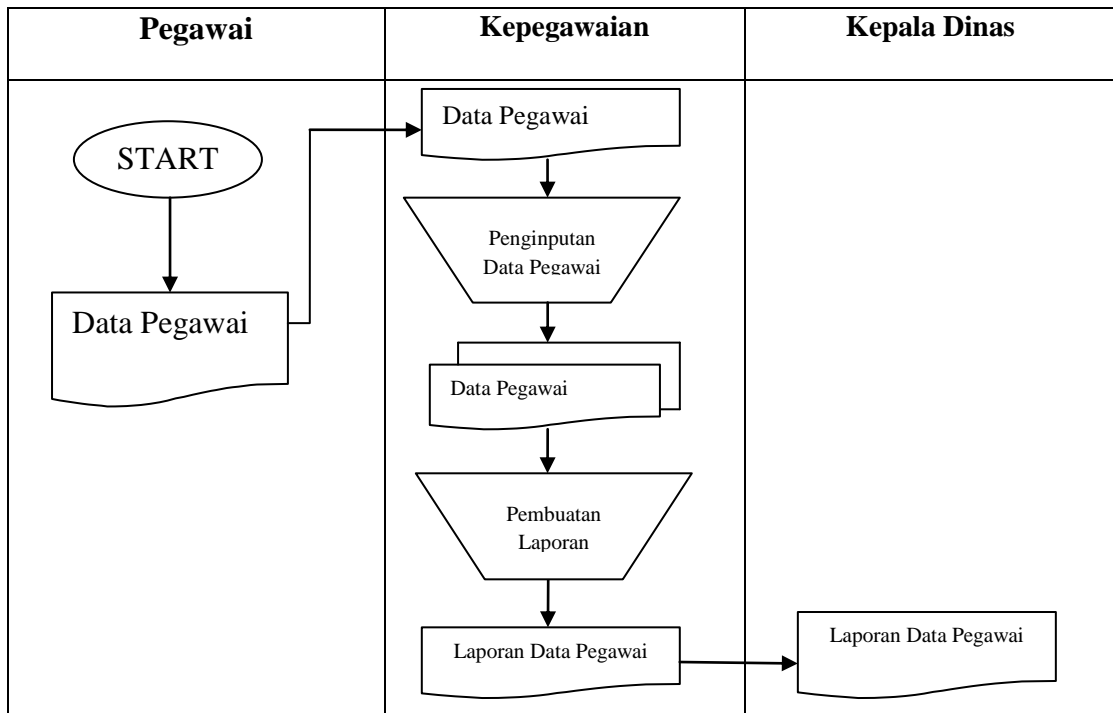 Pegawai
Kepegawaian
Kepala Dinas
START
Data Pegawai
Data Pegawai
Penginputan
Data Pegawai
Data Pegawai
Pembuatan
Laporan
Laporan Data Pegawai
Laporan Data Pegawai